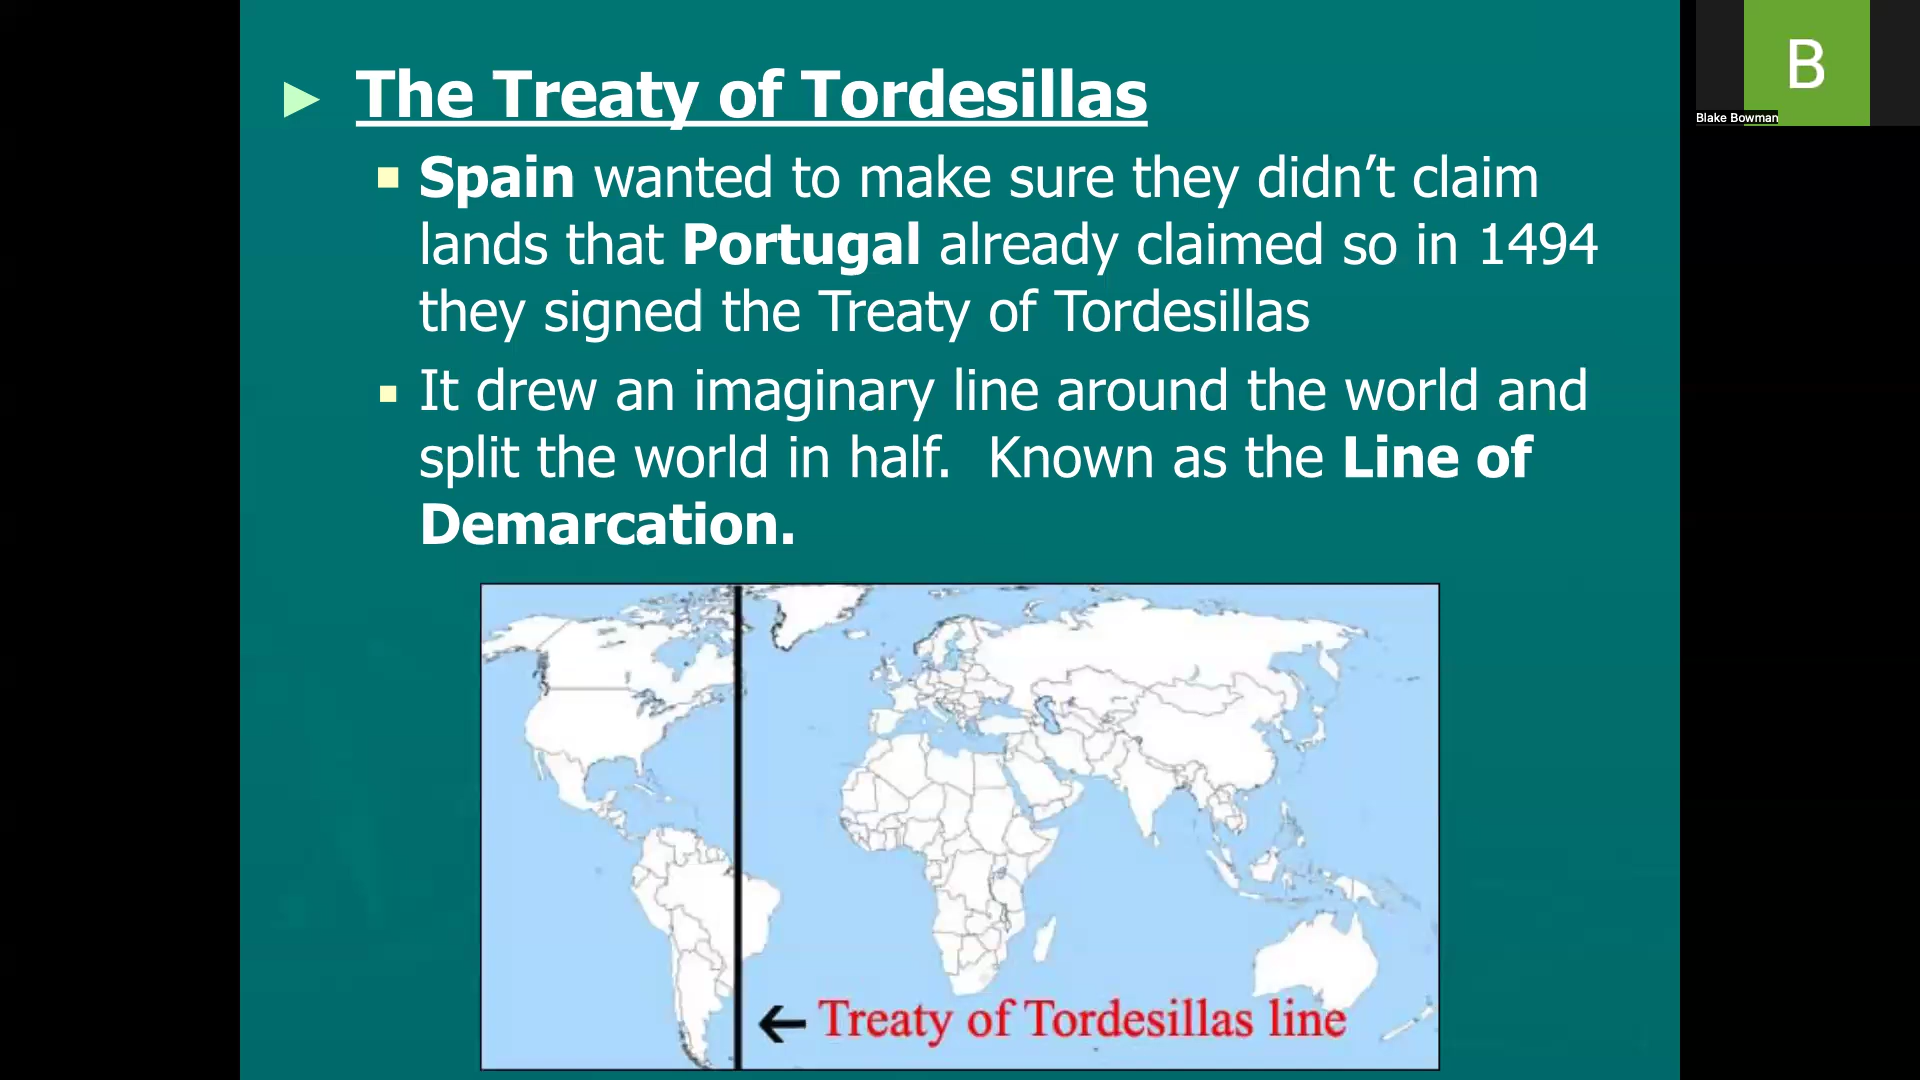 The Treaty of Tordesillas
Spain wanted to make sure they didn’t claim
lands that Portugal already claimed so in 1494
they signed the Treaty of Tordesillas
It drew an imaginary line around the world and
split the world in half.  Known as the Line of
Demarcation.
Treaty of Tordesillas line
B
Blake Bowman